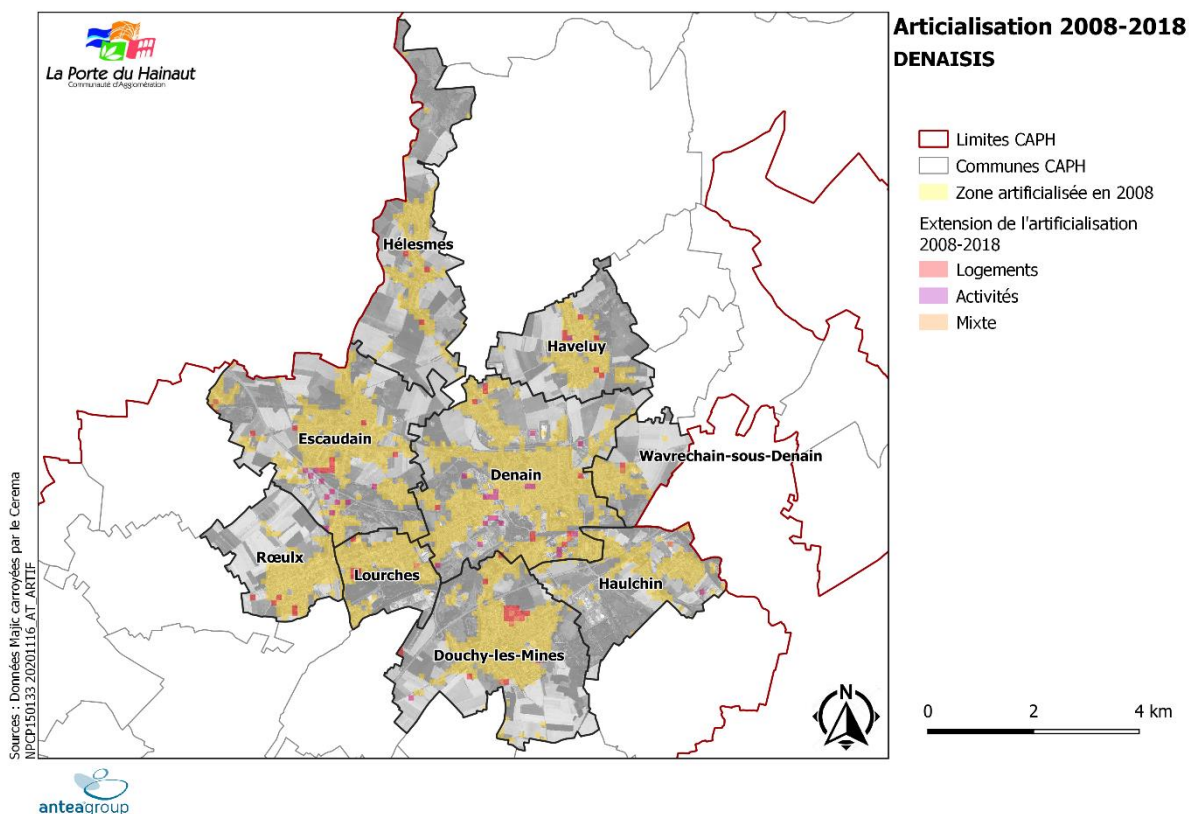 La Porte du Hainaut
Communauté d'Agglomération
Articialisation 2008-2018
DENAISIS
Limites CAPH
Communes CAPH
Zone artificialisée en 2008
Extension de l'artificialisation
2008-2018
Logements
Activités
Mixte
Hélesmes
Haveluy
Escaudain
Wavrechain-sous-Denain
Denain
Rœulx
Lourches
Haulchin
Douchy-les-Mines
N
0 2 4 km
Sources : Données Majic carroyées par le Cerema
NPCP150133 20201116_AT_ARTIF
anteagroup